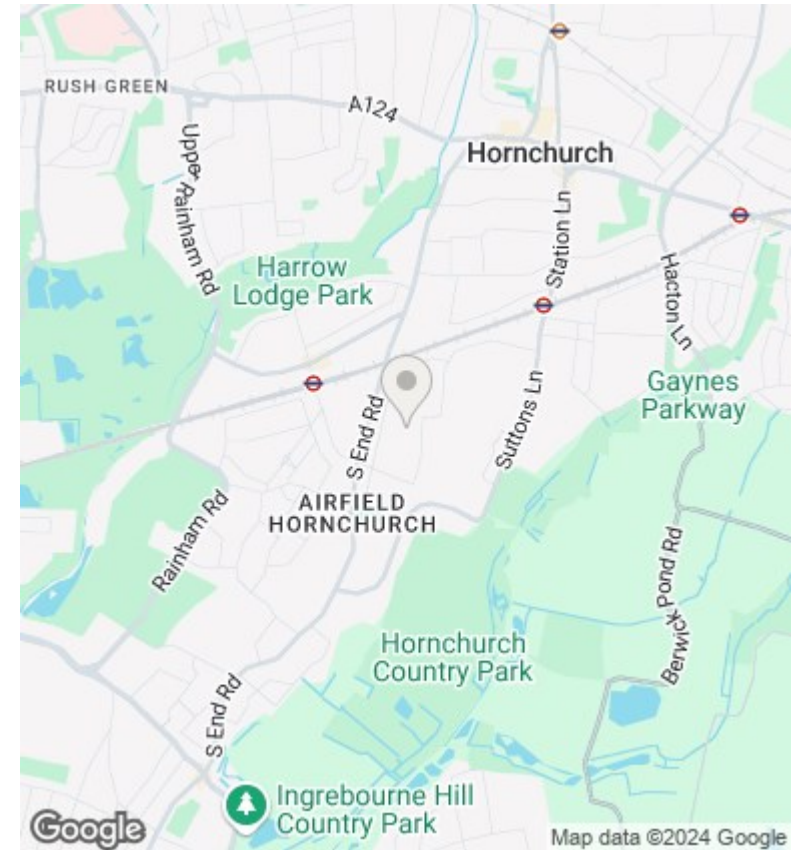 RUSH GREEN
A124
Hornchurch
Upper Rainham Rd
Station Ln
Harrow
Lodge Park
Hacton Ln
Gaynes
Parkway
S End Rd
Suttons Ln
AIRFIELD
HORNCHURCH
Rainham Rd
Berwick Pond Rd
Hornchurch
Country Park
S End Rd
Ingrebourne Hill
Country Park
Google
Map data ©2024 Google